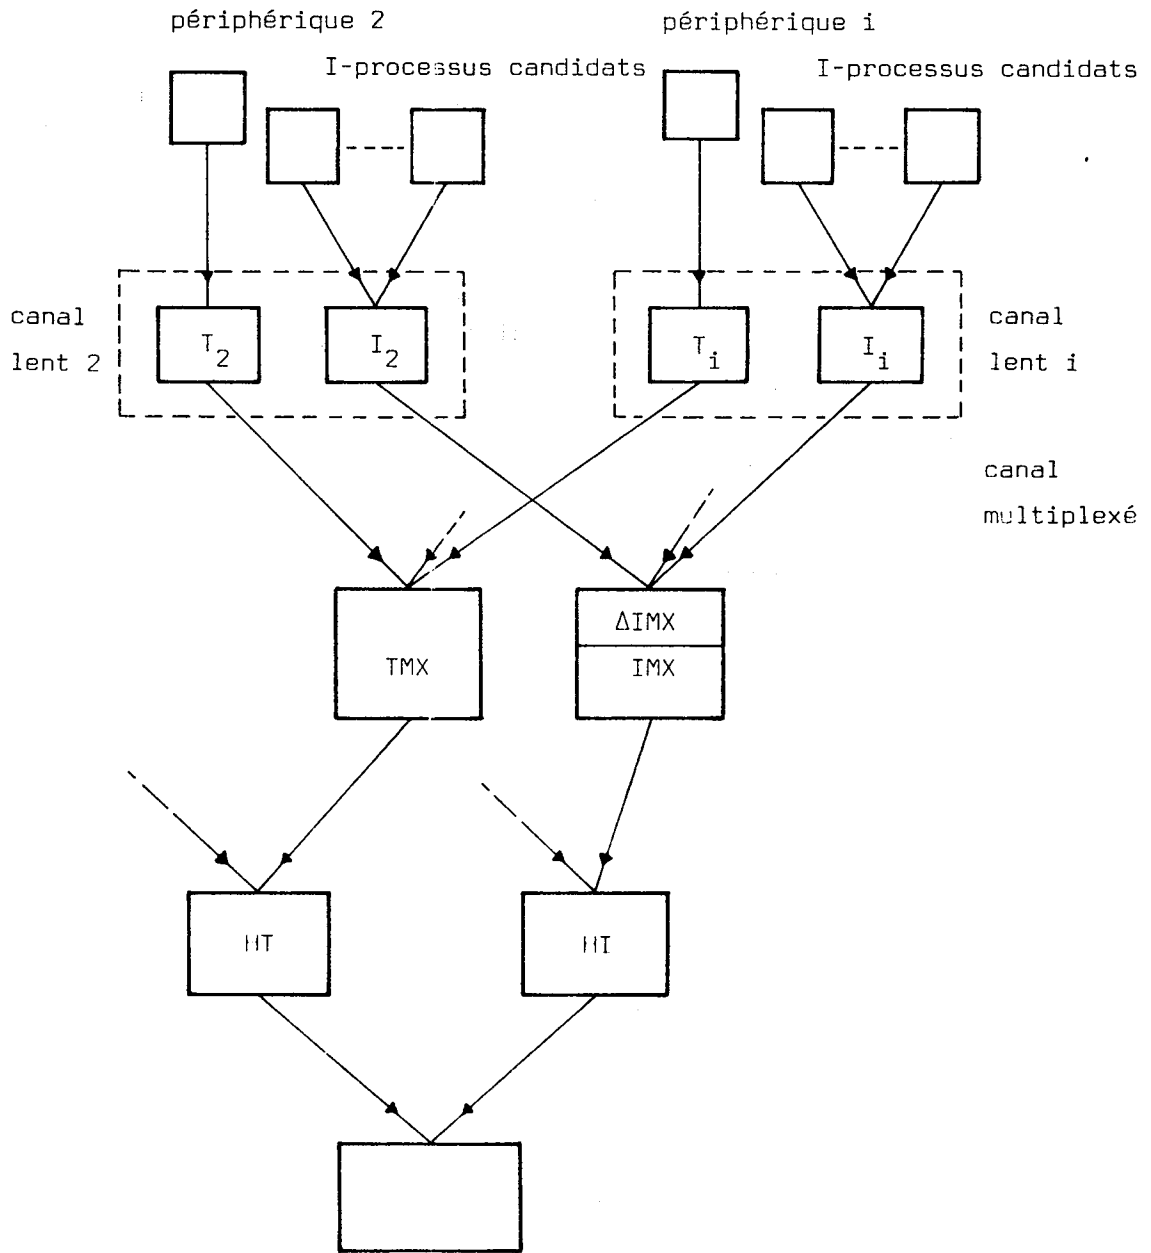 périphérique 2
périphérique i
I-processus candidats
I-processus candidats
canal
lent 2
T2
I2
Ti
Ii
canal
lent i
canal
multiplexé
TMX
ΔIMX
IMX
HT
HI